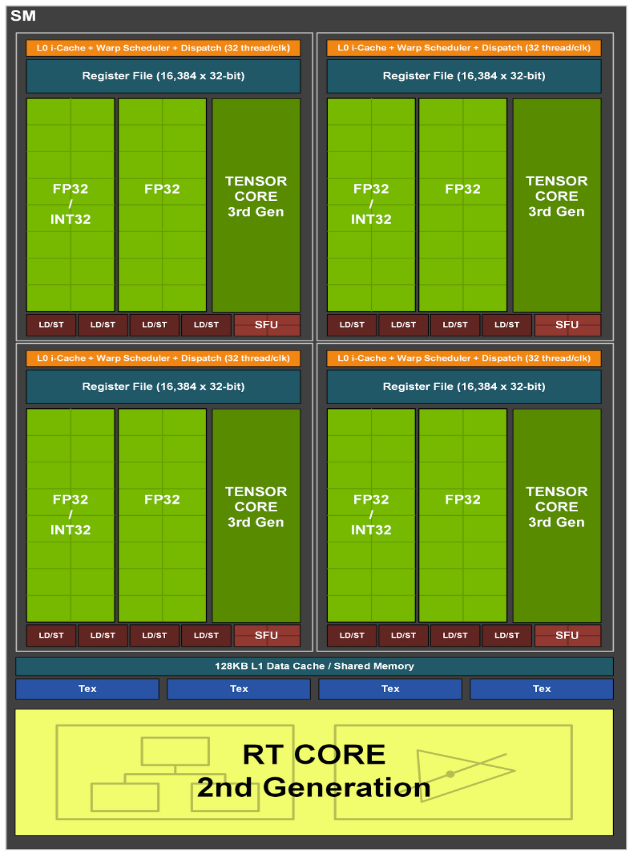 SM
L0 i-Cache + Warp Scheduler + Dispatch (32 thread/clk)
Register File (16,384 x 32-bit)
FP32
/
INT32
FP32
TENSOR
CORE
3rd Gen
LD/ST LD/ST LD/ST LD/ST SFU
L0 i-Cache + Warp Scheduler + Dispatch (32 thread/clk)
Register File (16,384 x 32-bit)
FP32
/
INT32
FP32
TENSOR
CORE
3rd Gen
LD/ST LD/ST LD/ST LD/ST SFU
L0 i-Cache + Warp Scheduler + Dispatch (32 thread/clk)
Register File (16,384 x 32-bit)
FP32
/
INT32
FP32
TENSOR
CORE
3rd Gen
LD/ST LD/ST LD/ST LD/ST SFU
L0 i-Cache + Warp Scheduler + Dispatch (32 thread/clk)
Register File (16,384 x 32-bit)
FP32
/
INT32
FP32
TENSOR
CORE
3rd Gen
LD/ST LD/ST LD/ST LD/ST SFU
128KB L1 Data Cache / Shared Memory
Tex Tex Tex Tex
RT CORE
2nd Generation